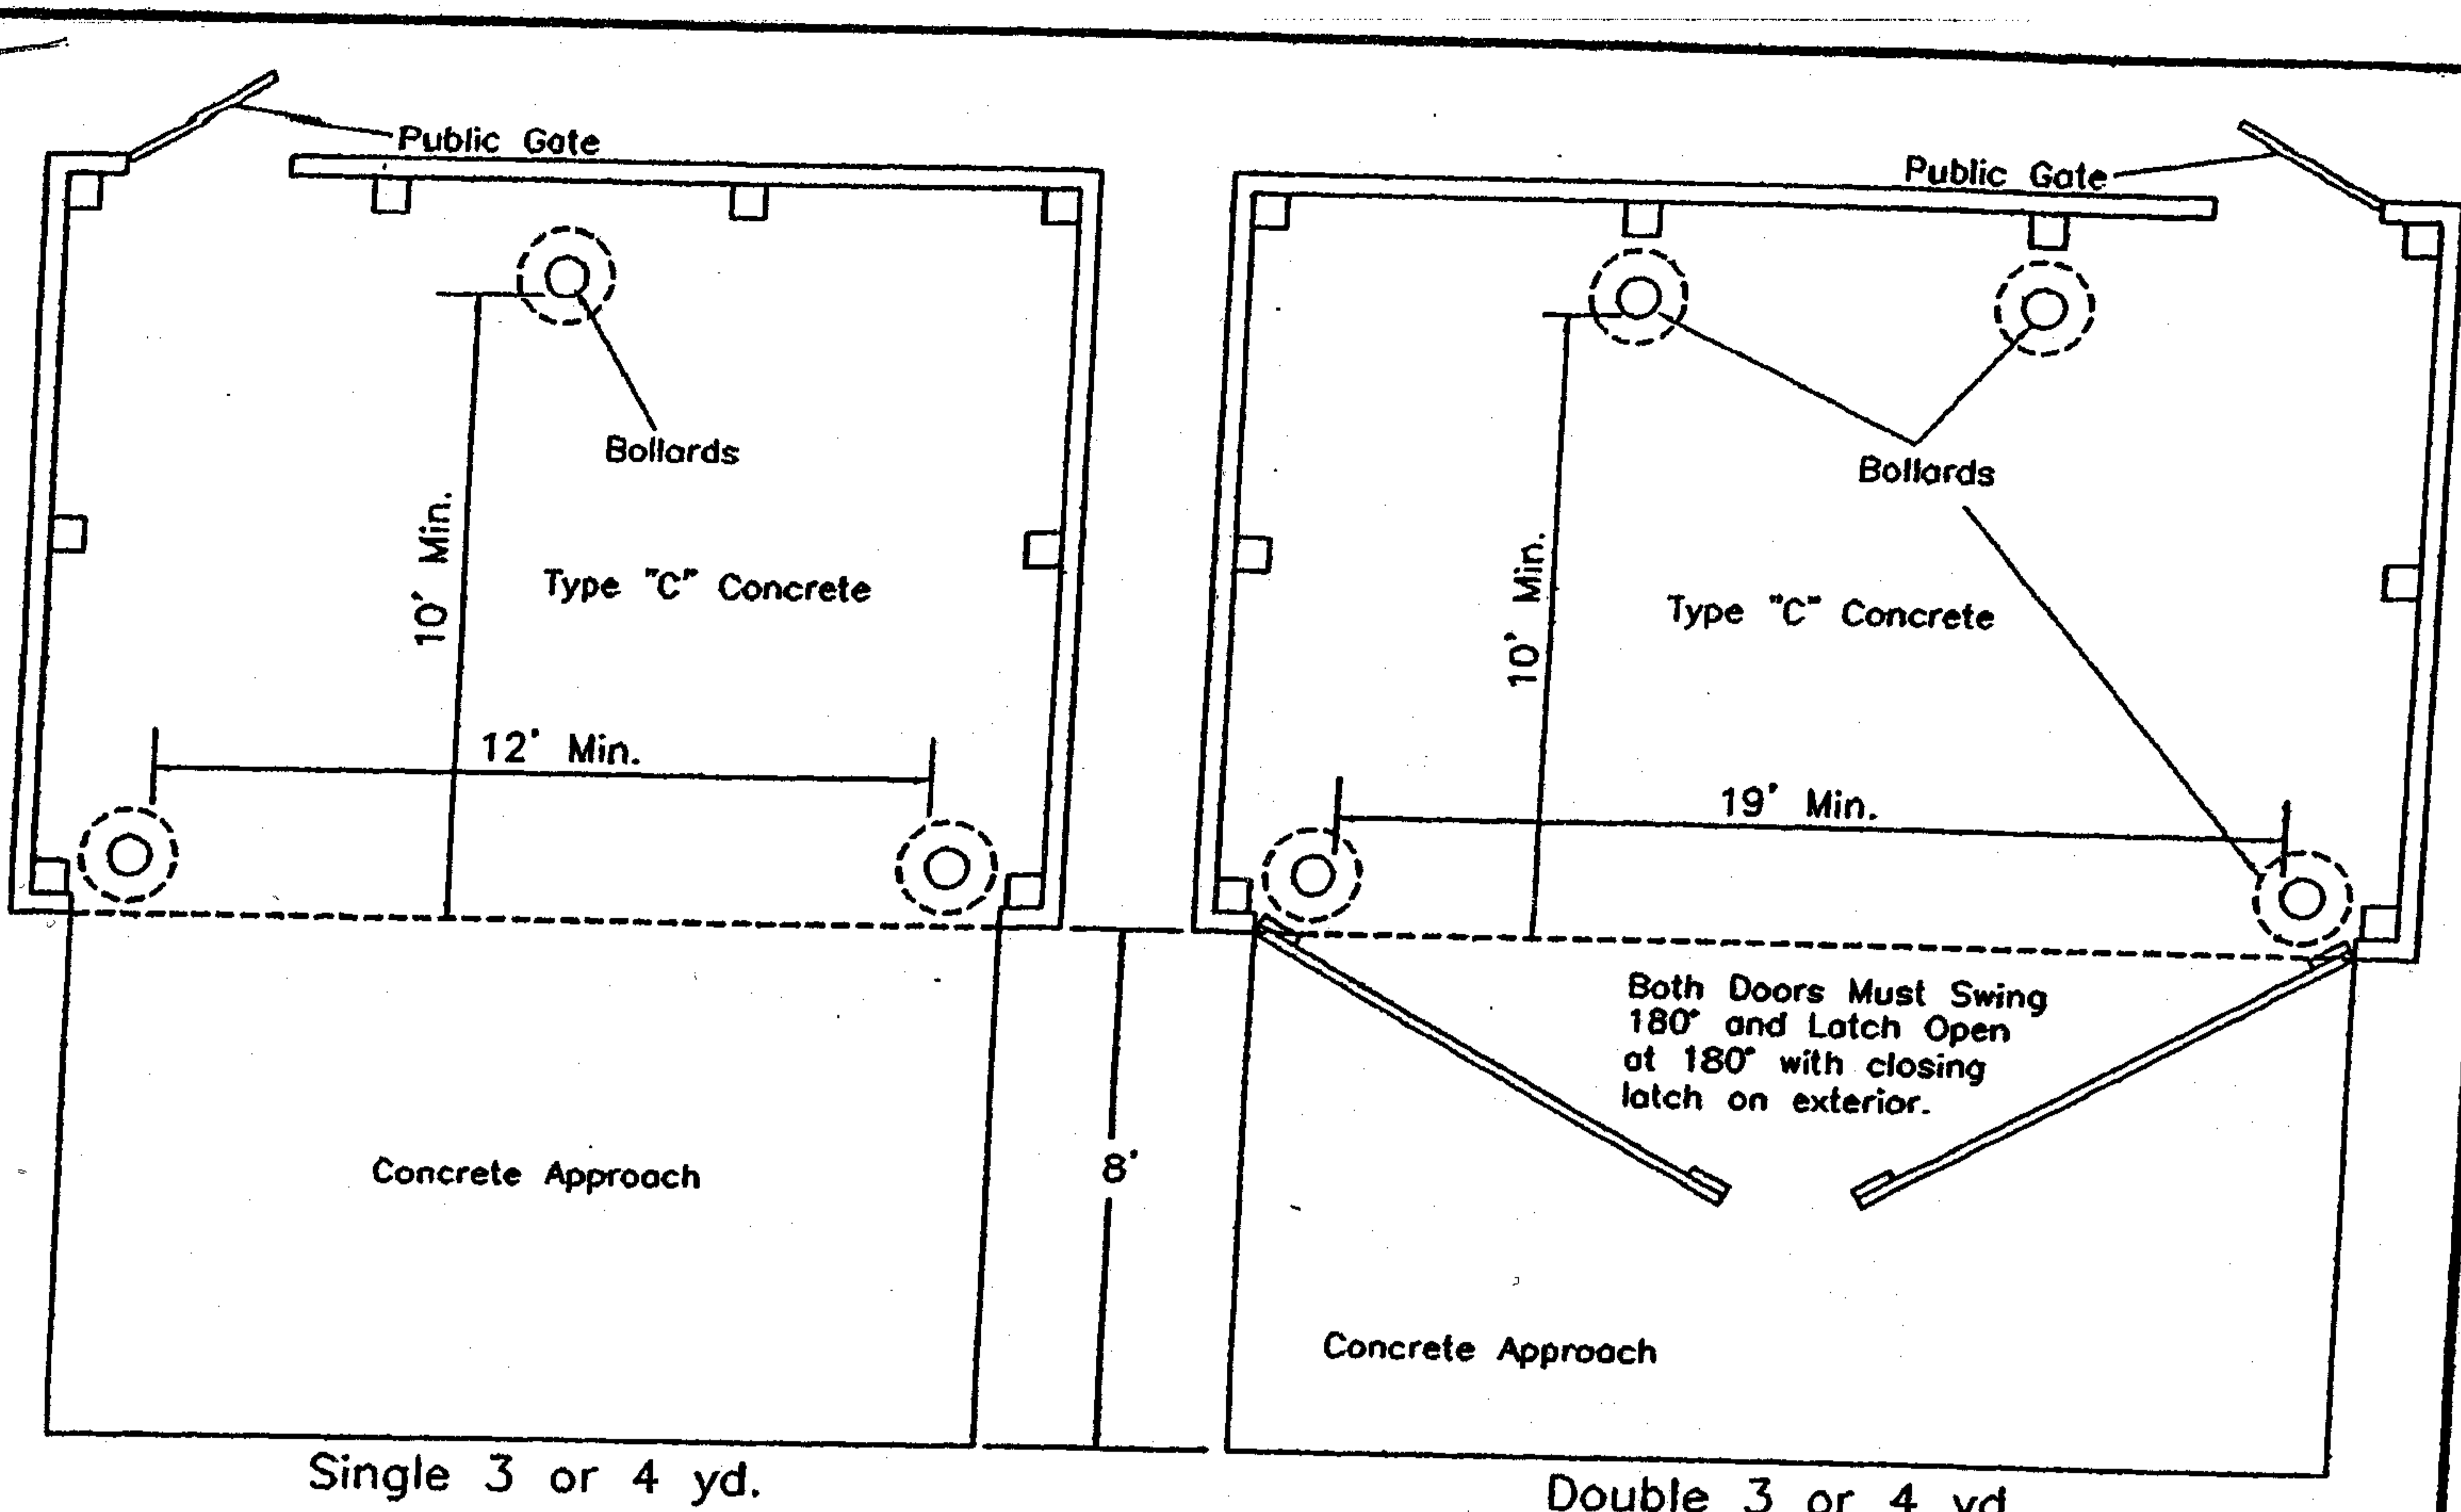 Public Gate
Bollards
10' Min.
Type "C" Concrete
12' Min.
Concrete Approach
Single 3 or 4 yd.
8'
Public Gate
Bollards
10' Min.
Type "C" Concrete
19' Min.
Both Doors Must Swing
180° and Latch Open
at 180° with closing
latch on exterior.
Concrete Approach
Double 3 or 4 yd